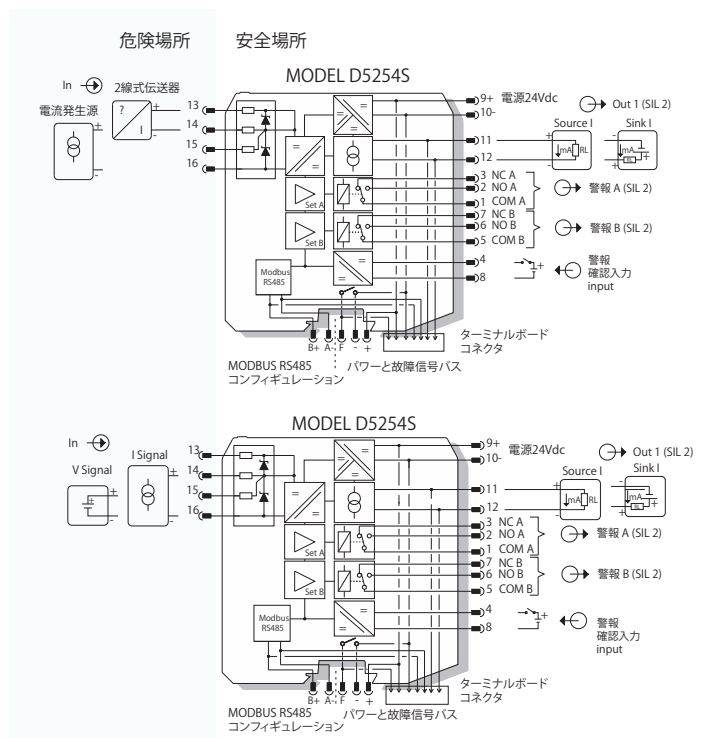 危険場所 安全場所
MODEL D5254S
In 2線式伝送器
電流発生源
+
-
?
I
+
-
13
14
15
16
=
=
=
=
Set A
Set B
=
=
Modbus
RS485
9+ 電源24Vdc
10-
11
12
3 NC A
2 NO A
1 COM A
7 NC B
6 NO B
5 COM B
4
8
Out 1 (SIL 2)
Source I Sink I
+
-
mA RL
-
+
mA
RL
+
警報 A (SIL 2)
警報 B (SIL 2)
+
警報
確認入力
input
B+ A- F - +
ターミナルボード
コネクタ
MODBUS RS485
コンフィギュレーション
パワーと故障信号バス
MODEL D5254S
In
V Signal
I Signal
+
-
+
-
+
13
14
15
16
=
=
=
=
Set A
Set B
=
=
Modbus
RS485
9+ 電源24Vdc
10-
11
12
3 NC A
2 NO A
1 COM A
7 NC B
6 NO B
5 COM B
4
8
Out 1 (SIL 2)
Source I Sink I
+
-
mA RL
-
+
mA
RL
+
警報 A (SIL 2)
警報 B (SIL 2)
+
警報
確認入力
input
B+ A- F - +
ターミナルボード
コネクタ
MODBUS RS485
コンフィギュレーション
パワーと故障信号バス